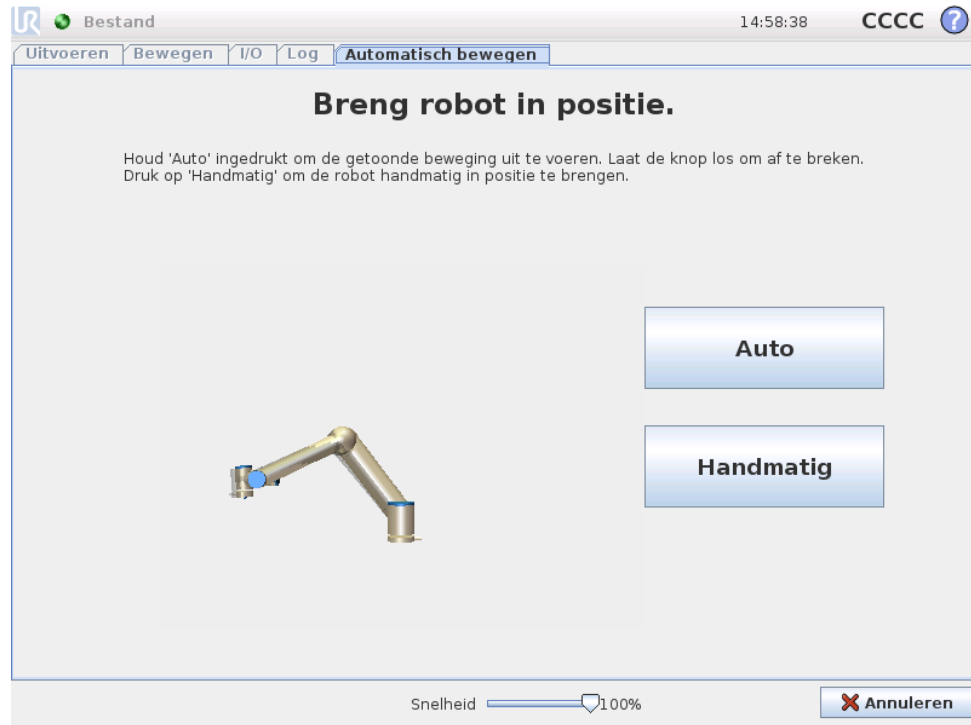 UR Bestand 14:58:38 CCCC ?
Uitvoeren Bewegen I/O Log Automatisch bewegen
Breng robot in positie.
Houd 'Auto' ingedrukt om de getoonde beweging uit te voeren. Laat de knop los om af te breken.
Druk op 'Handmatig' om de robot handmatig in positie te brengen.
Auto
Handmatig
Snelheid 100% Annuleren